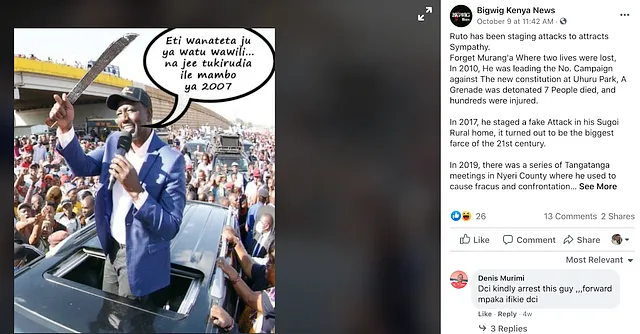 Eti wanateta ju
ya watu wawili...
na jee tukirudia
ile mambo
ya 2007
Bigwig Kenya News
October 9 at 11:42 AM ·
Ruto has been staging attacks to attracts
Sympathy.
Forget Murang'a Where two lives were lost,
In 2010, He was leading the No. Campaign
against The new constitution at Uhuru Park, A
Grenade was detonated 7 People died, and
hundreds were injured.
In 2017, he staged a fake Attack in his Sugoi
Rural home, it turned out to be the biggest
farce of the 21st century.
In 2019, there was a series of Tangatanga
meetings in Nyeri County where he used to
cause fracus and confrontation... See More
26
13 Comments 2 Shares
Like Comment Share
Most Relevant
Denis Murimi
Dci kindly arrest this guy ,,,forward
mpaka ifikie dci
Like · Reply · 4w
3 Replies